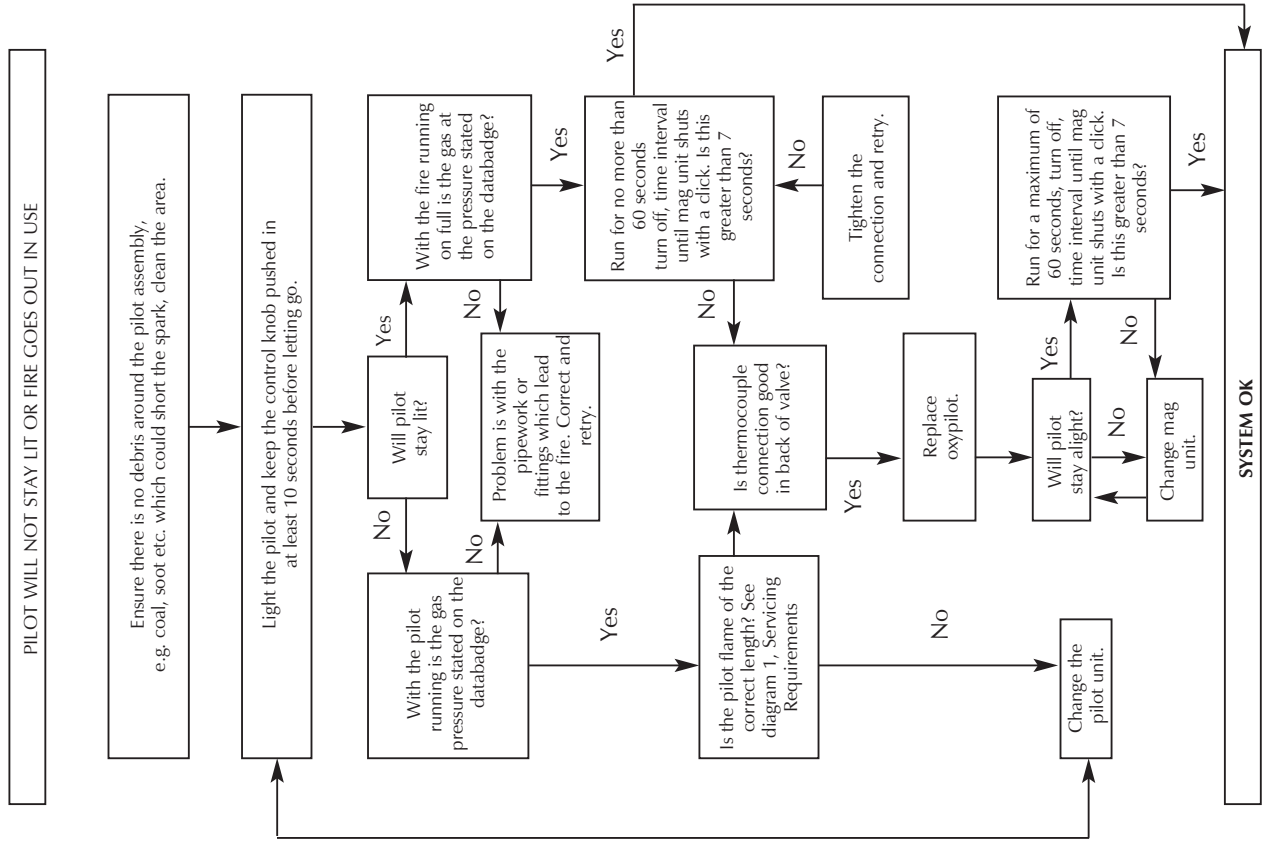 PILOT WILL NOT STAY LIT OR FIRE GOES OUT IN USE
Ensure there is no debris around the pilot assembly,
e.g. coal, soot etc. which could short the spark, clean the area.
Light the pilot and keep the control knob pushed in
at least 10 seconds before letting go.
Will pilot
stay lit?
No
Yes
With the pilot
running is the gas
pressure stated on the
databadge?
With the fire running
on full is the gas at
the pressure stated
on the databadge?
No
No
Problem is with the
pipework or
fittings which lead
to the fire. Correct and
retry.
Yes
Yes
Is the pilot flame of the
correct length? See
diagram 1, Servicing
Requirements
Is thermocouple
connection good
in back of valve?
No
Run for no more than
60 seconds
turn off, time interval
until mag unit shuts
with a click. Is this
greater than 7
seconds?
Yes
No
Yes
No
Tighten the
connection and retry.
Replace
oxypilot.
Change the
pilot unit.
Will pilot
stay alight?
Yes
No
Change mag
unit.
No
Run for a maximum of
60 seconds, turn off,
time interval until mag
unit shuts with a click.
Is this greater than 7
seconds?
Yes
SYSTEM OK